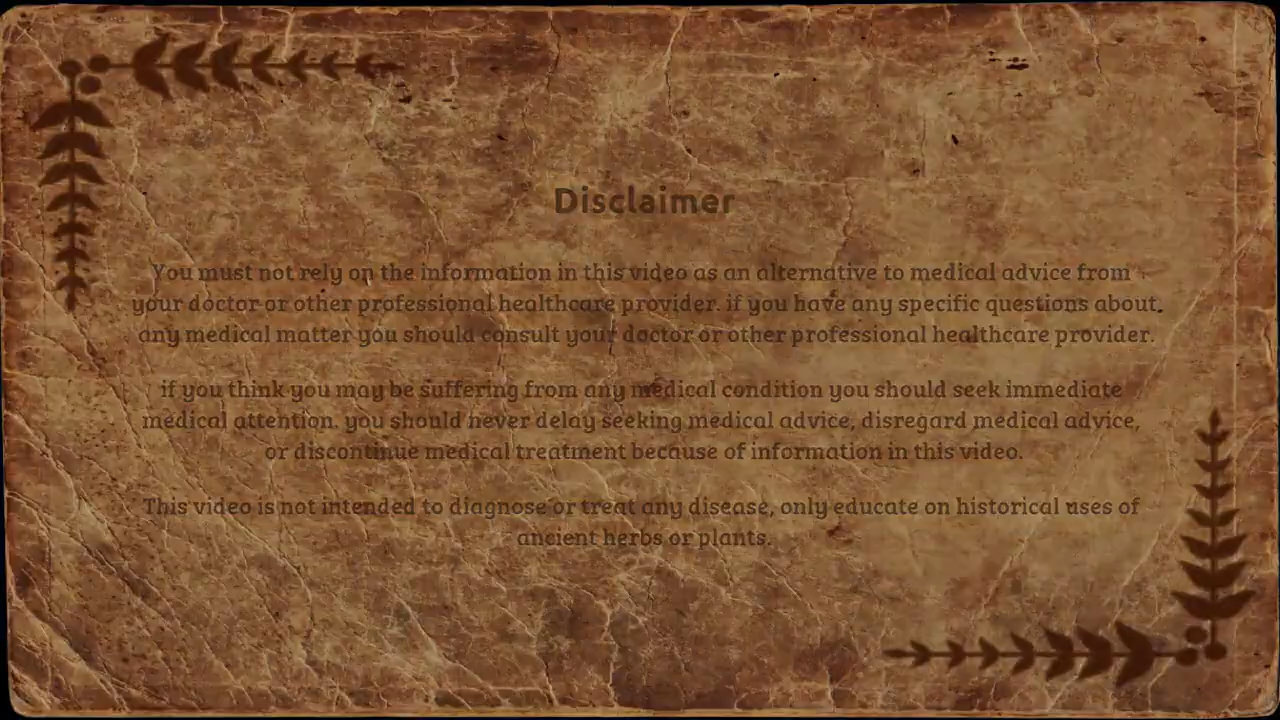 Disclaimer
You must not rely on the information in this video as an alternative to medical advice from
your doctor or other professional healthcare provider. if you have any specific questions about
any medical matter you should consult your doctor or other professional healthcare provider.
if you think you may be suffering from any medical condition you should seek immediate
medical attention. you should never delay seeking medical advice, disregard medical advice,
or discontinue medical treatment because of information in this video.
This video is not intended to diagnose or treat any disease, only educate on historical uses of
ancient herbs or plants.